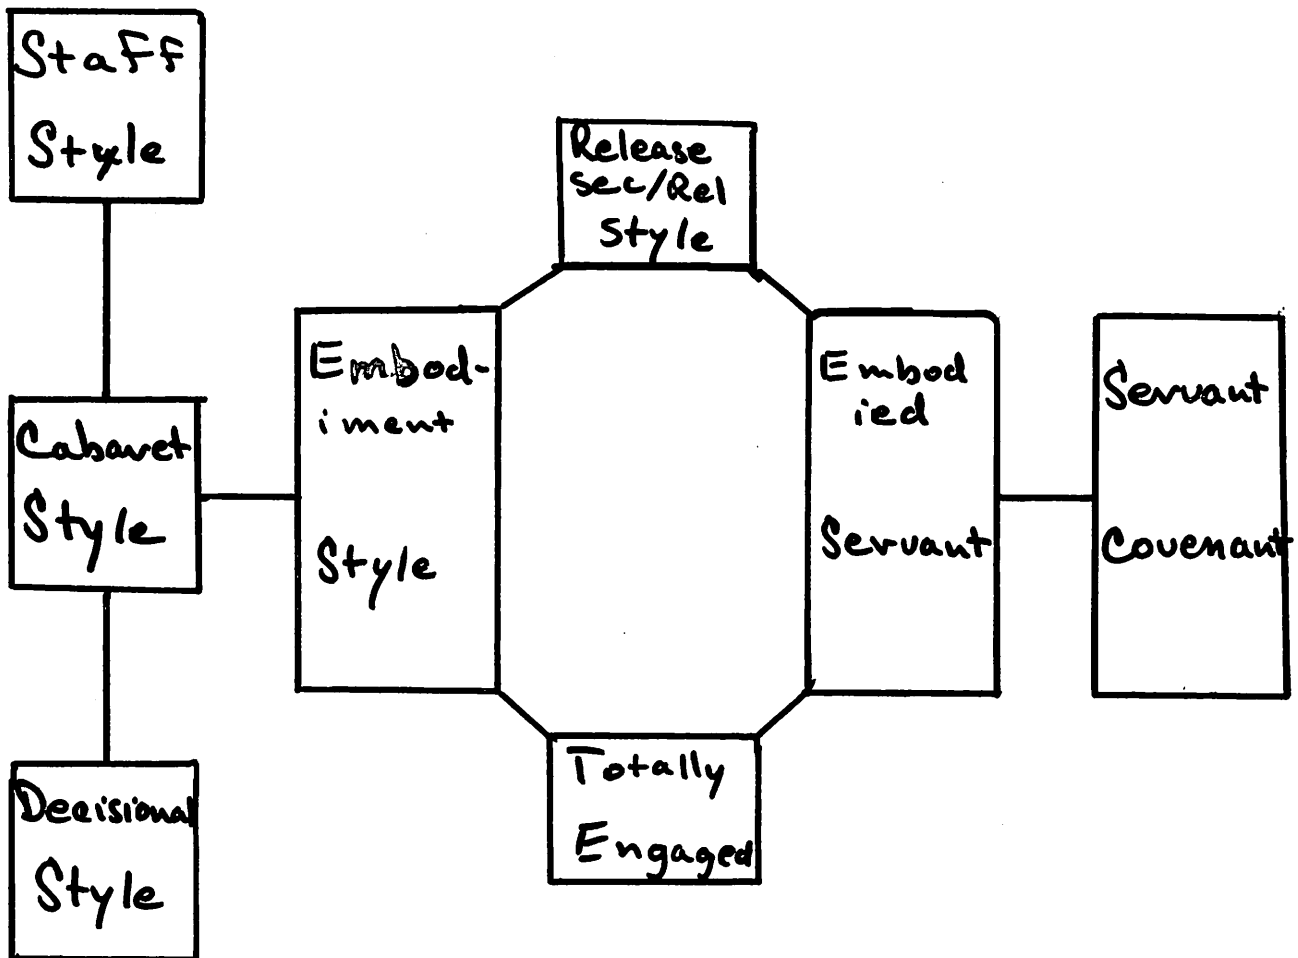 StaFF
Style
Release
sec/Rel
Style
Embod-
iment
Style
Embod
ied
Servant
Servant
Covenant
Cabaret
Style
Totally
Engaged
Decisional
Style